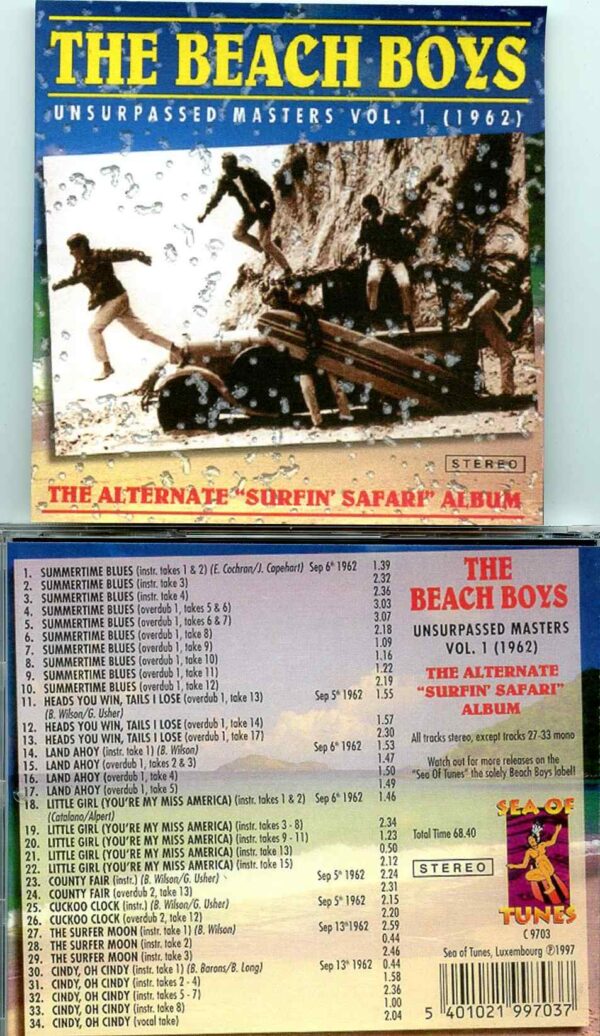 THE BEACH BOYS
UNSURPASSED MASTERS VOL. 1 (1962)
STEREO
THE ALTERNATE "SURFIN' SAFARI" ALBUM
1. SUMMERTIME BLUES (instr. takes 1 & 2) (E. Cochran/J. Capehart) Sep 6th 1962 1.39
2. SUMMERTIME BLUES (instr. take 3) 2.32
3. SUMMERTIME BLUES (instr. take 4) 2.36
4. SUMMERTIME BLUES (overdub 1, takes 5 & 6) 3.03
5. SUMMERTIME BLUES (overdub 1, takes 6 & 7) 3.07
6. SUMMERTIME BLUES (overdub 1, take 8) 2.18
7. SUMMERTIME BLUES (overdub 1, take 9) 1.09
8. SUMMERTIME BLUES (overdub 1, take 10) 1.16
9. SUMMERTIME BLUES (overdub 1, take 11) 1.22
10. SUMMERTIME BLUES (overdub 1, take 12) 2.19
11. HEADS YOU WIN, TAILS I LOSE (overdub 1, take 13) Sep 5th 1962 1.55
(B. Wilson/G. Usher)
12. HEADS YOU WIN, TAILS I LOSE (overdub 1, take 14) 1.57
13. HEADS YOU WIN, TAILS I LOSE (overdub 1, take 17) 2.30
14. LAND AHOY (instr. take 1) (B. Wilson) Sep 6th 1962 1.53
15. LAND AHOY (overdub 1, takes 2 & 3) 1.47
16. LAND AHOY (overdub 1, take 4) 1.50
17. LAND AHOY (overdub 1, take 5) 1.49
18. LITTLE GIRL (YOU'RE MY MISS AMERICA) (instr. takes 1 & 2) Sep 6th 1962 1.46
(Catalano/Alpert)
19. LITTLE GIRL (YOU'RE MY MISS AMERICA) (instr. takes 3 - 8) 2.34
20. LITTLE GIRL (YOU'RE MY MISS AMERICA) (instr. takes 9 - 11) 1.23
21. LITTLE GIRL (YOU'RE MY MISS AMERICA) (instr. take 13) 0.50
22. LITTLE GIRL (YOU'RE MY MISS AMERICA) (instr. take 15) 2.12
23. COUNTY FAIR (instr.) (B. Wilson/G. Usher) Sep 5th 1962 2.24
24. COUNTY FAIR (overdub 2, take 13) 2.31
25. CUCKOO CLOCK (instr.) (B. Wilson/G. Usher) Sep 5th 1962 2.15
26. CUCKOO CLOCK (overdub 2, take 12) 2.20
27. THE SURFER MOON (instr. take 1) (B. Wilson) Sep 13th 1962 2.59
28. THE SURFER MOON (instr. take 2) 0.44
29. THE SURFER MOON (instr. take 3) 2.46
30. CINDY, OH CINDY (instr. take 1) (B. Barons/B. Long) Sep 13th 1962 0.44
31. CINDY, OH CINDY (instr. takes 2 - 4) 1.58
32. CINDY, OH CINDY (instr. takes 5 - 7) 2.36
33. CINDY, OH CINDY (instr. take 8) 1.00
34. CINDY, OH CINDY (vocal take) 2.04
THE
BEACH BOYS
UNSURPASSED MASTERS
VOL. 1 (1962)
THE ALTERNATE
"SURFIN' SAFARI"
ALBUM
All tracks stereo, except tracks 27-33 mono
Watch out for more releases on the
"Sea Of Tunes" the solely Beach Boys label!
Total Time 68.40
STEREO
SEA OF
TUNES
C 9703
Sea of Tunes, Luxembourg ℗1997
5 401021 997037